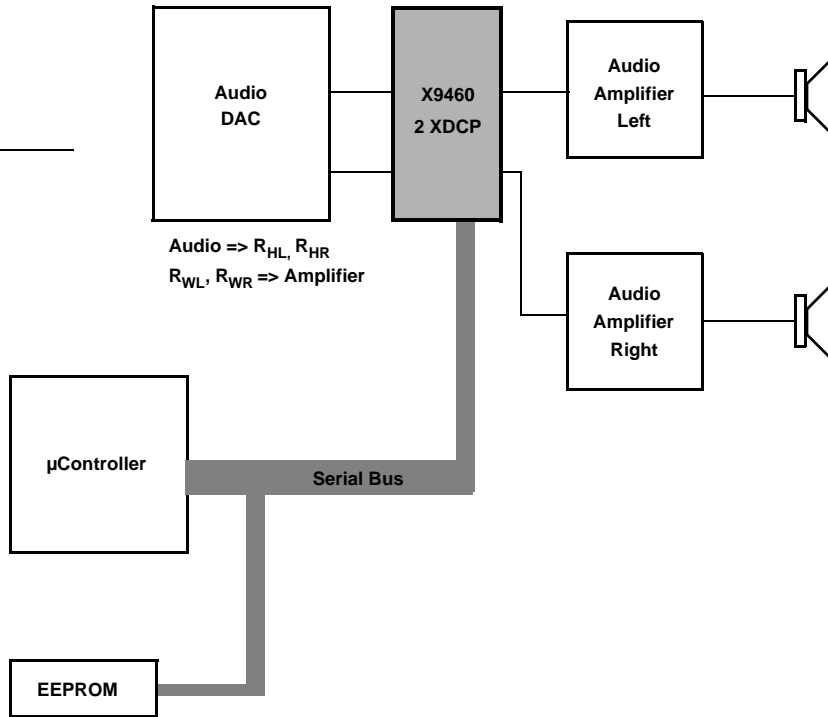 Audio
DAC
X9460
2 XDCP
Audio
Amplifier
Left
Audio => RHL, RHR
RWL, RWR => Amplifier
Audio
Amplifier
Right
µController
Serial Bus
EEPROM